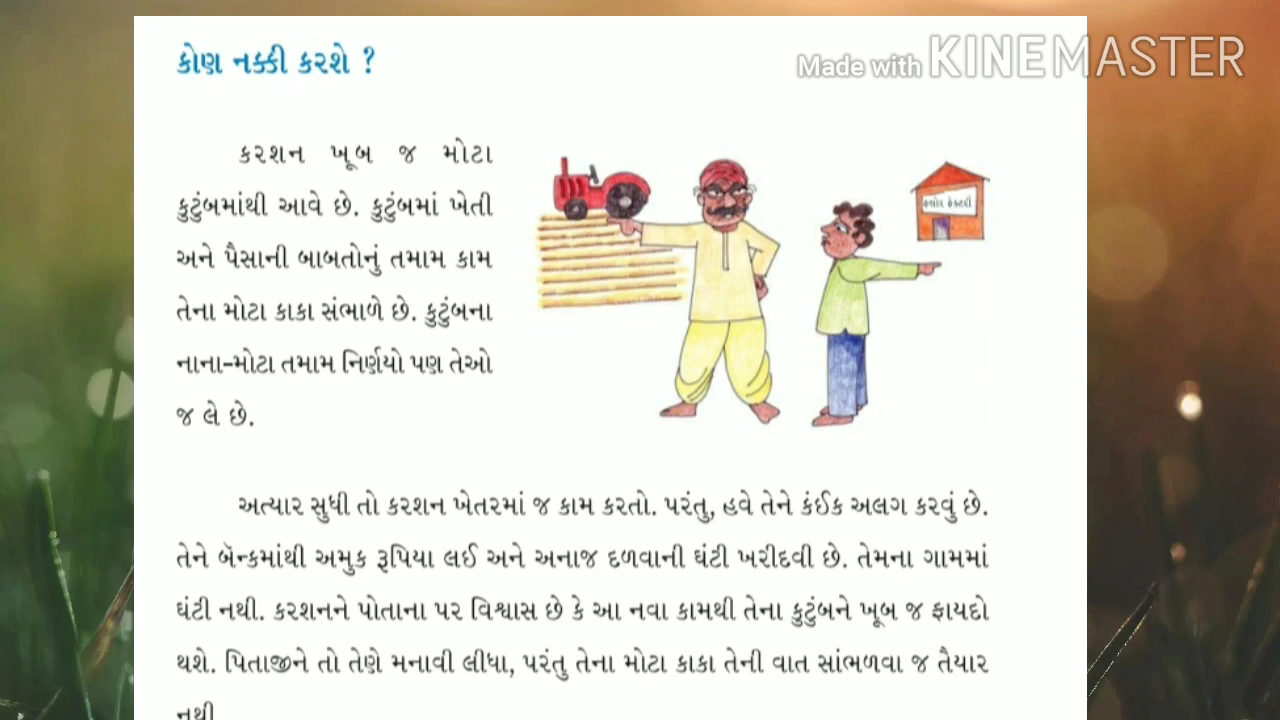 કોણ નક્કી કરશે ?
Made with KINEMASTER
કરશન ખૂબ જ મોટા
કુટુંબમાંથી આવે છે. કુટુંબમાં ખેતી
અને પૈસાની બાબતોનું તમામ કામ
તેના મોટા કાકા સંભાળે છે. કુટુંબના
નાના-મોટા તમામ નિર્ણયો પણ તેઓ
જ લે છે.
ફ્લોર ફેક્ટરી
અત્યાર સુધી તો કરશન ખેતરમાં જ કામ કરતો. પરંતુ, હવે તેને કંઈક અલગ કરવું છે.
તેને બૅન્કમાંથી અમુક રૂપિયા લઈ અને અનાજ દળવાની ઘંટી ખરીદવી છે. તેમના ગામમાં
ઘંટી નથી. કરશનને પોતાના પર વિશ્વાસ છે કે આ નવા કામથી તેના કુટુંબને ખૂબ જ ફાયદો
થશે. પિતાજીને તો તેણે મનાવી લીધા, પરંતુ તેના મોટા કાકા તેની વાત સાંભળવા જ તૈયાર
નથી